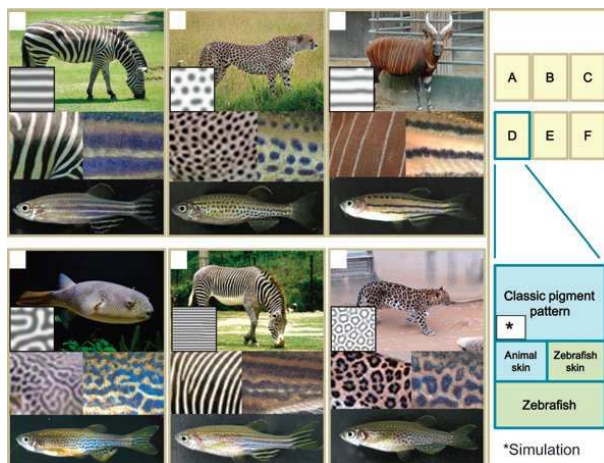 A B C
D E F
Classic pigment
pattern
*
Animal
skin
Zebrafish
skin
Zebrafish
*Simulation